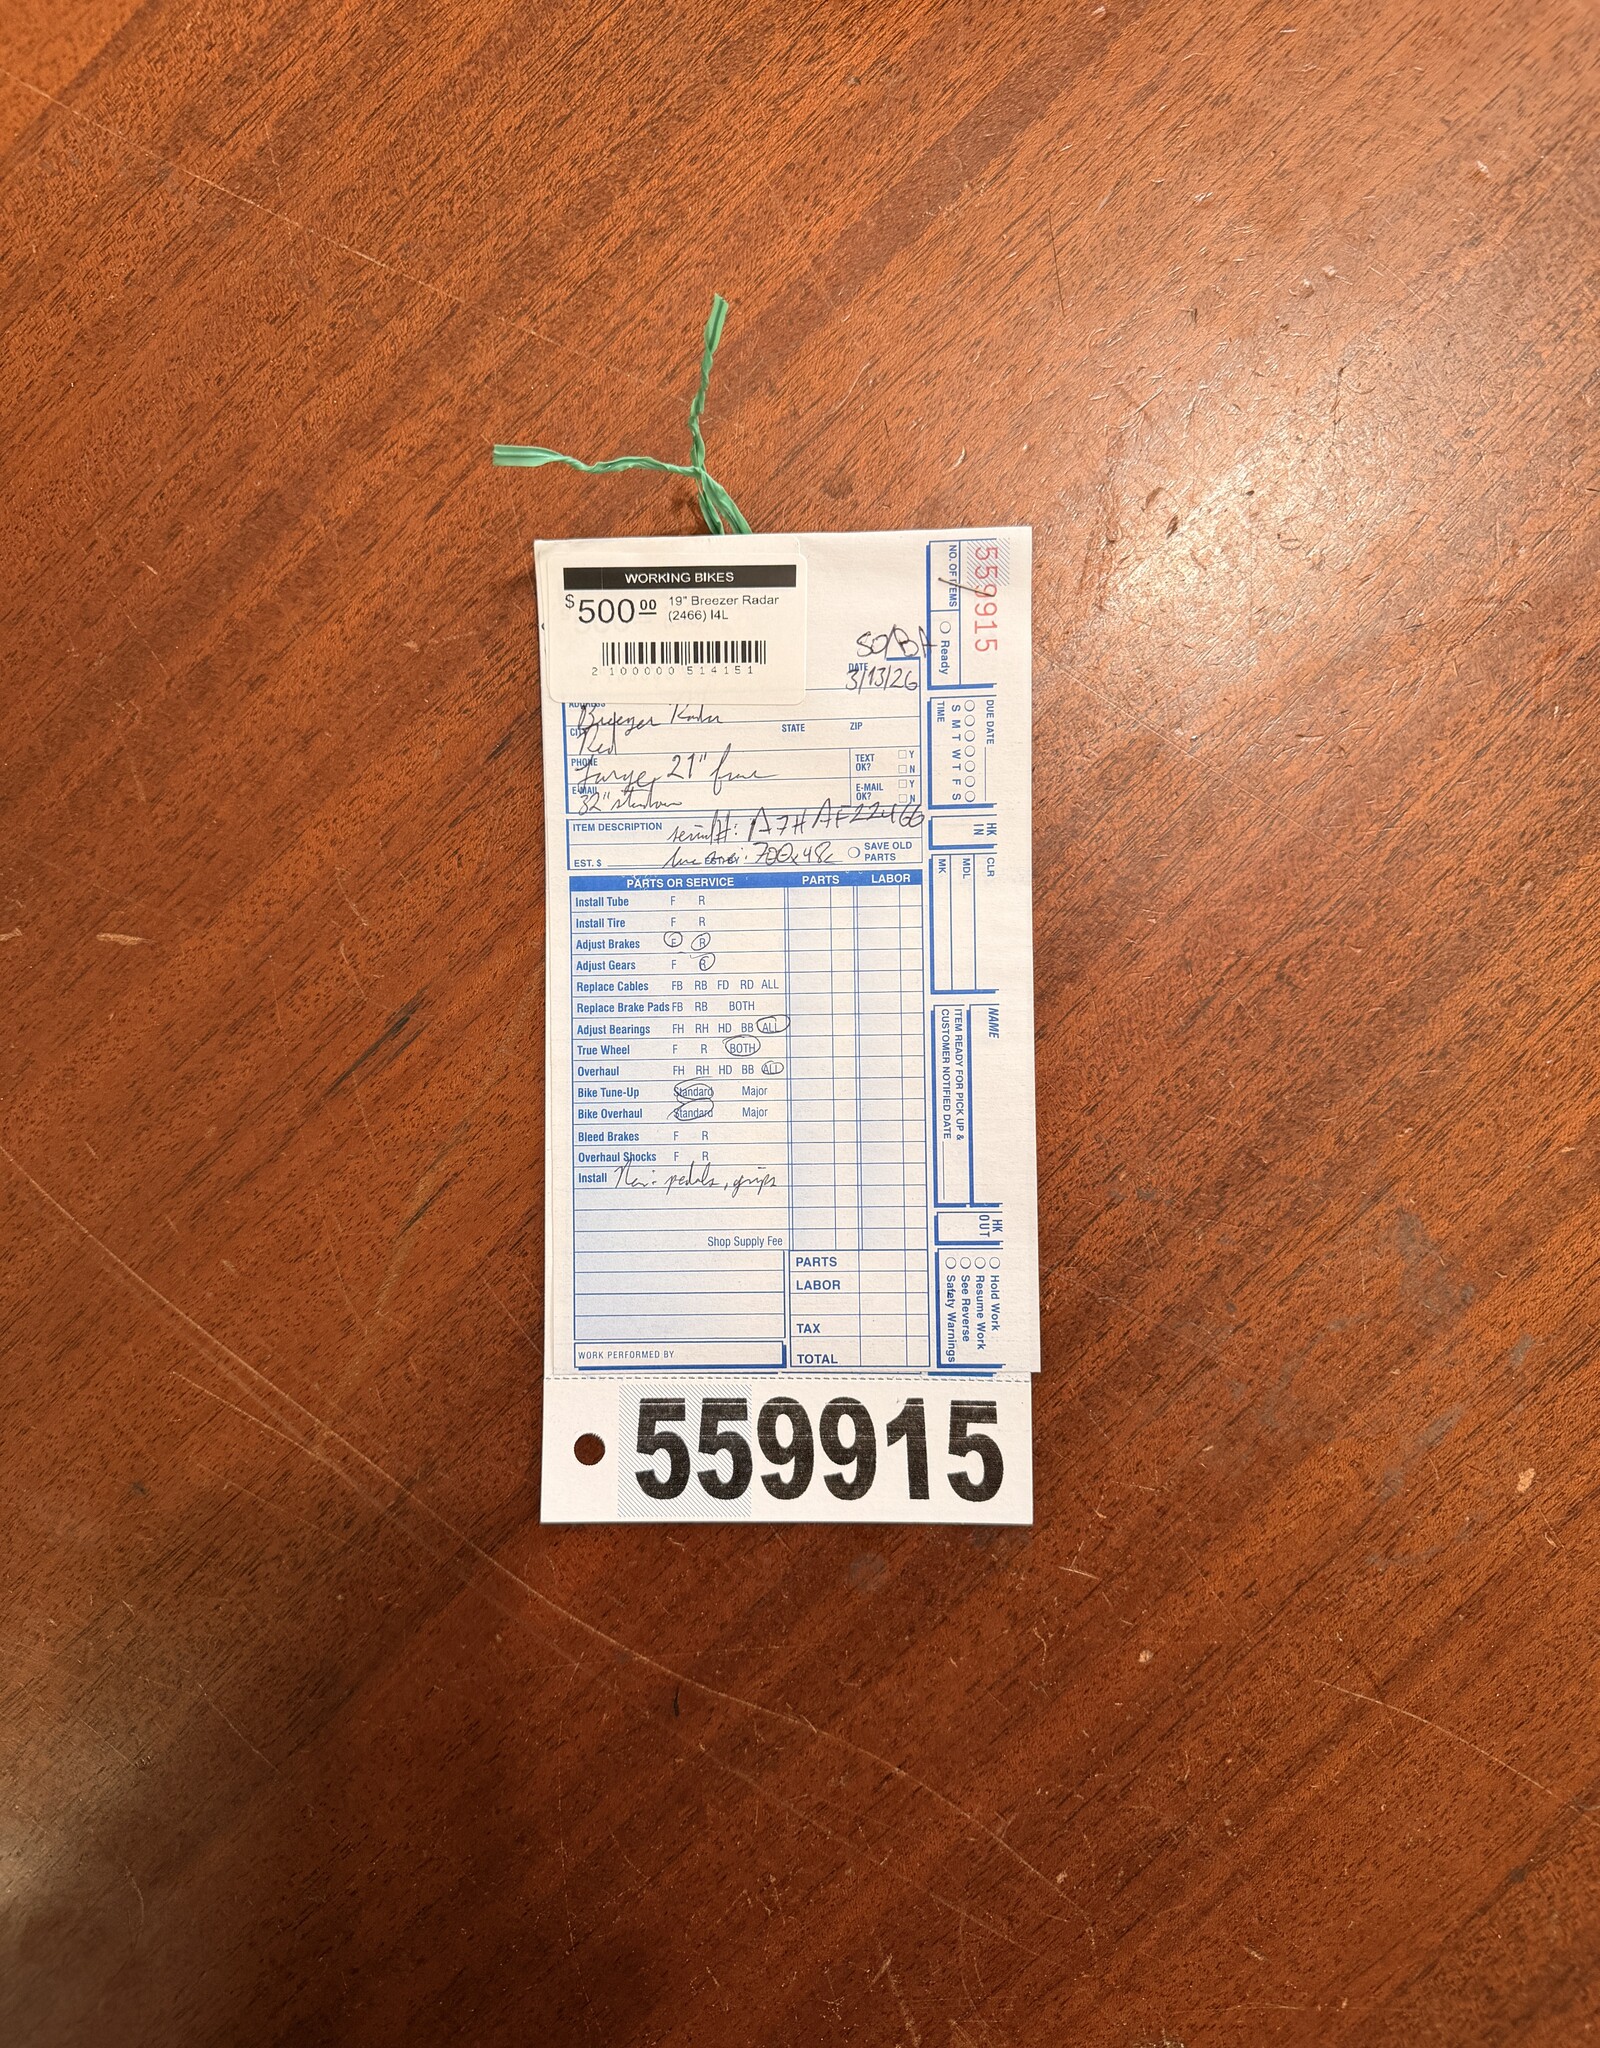 WORKING BIKES
$500.00 19" Breezer Radar
(2466) I4L
2 100000 514151
SOBA
DATE
3/13/26
ADDRESS
Breezer Radar
CITY STATE ZIP
Red
PHONE TEXT OK? Y N
Large, 21" frame
E-MAIL E-MAIL OK? Y N
32"
ITEM DESCRIPTION serial#: A7HAF22466
EST. $ 700x48c SAVE OLD PARTS
PARTS OR SERVICE PARTS LABOR
Install Tube F R
Install Tire F R
Adjust Brakes F R
Adjust Gears F R
Replace Cables FB RB FD RD ALL
Replace Brake Pads FB RB BOTH
Adjust Bearings FH RH HD BB ALL
True Wheel F R BOTH
Overhaul FH RH HD BB ALL
Bike Tune-Up Standard Major
Bike Overhaul Standard Major
Bleed Brakes F R
Overhaul Shocks F R
Install New: pedals, grips
Shop Supply Fee
PARTS
LABOR
TAX
WORK PERFORMED BY
TOTAL
559915
NO. OF ITEMS
Ready
DUE DATE
S M T W T F S
TIME
HK IN
CLR
MDL
MK
NAME
ITEM READY FOR PICK UP &
CUSTOMER NOTIFIED DATE
HK OUT
Hold Work
Resume Work
See Reverse
Safety Warnings
559915